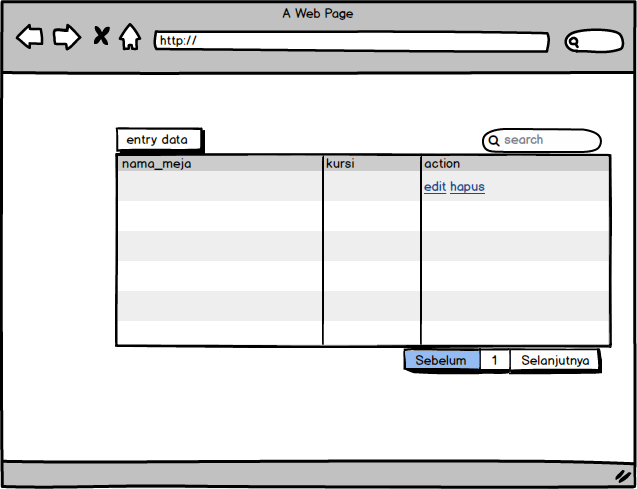 A Web Page
http://
entry data
search
nama_meja kursi action
edit hapus
Sebelum 1 Selanjutnya